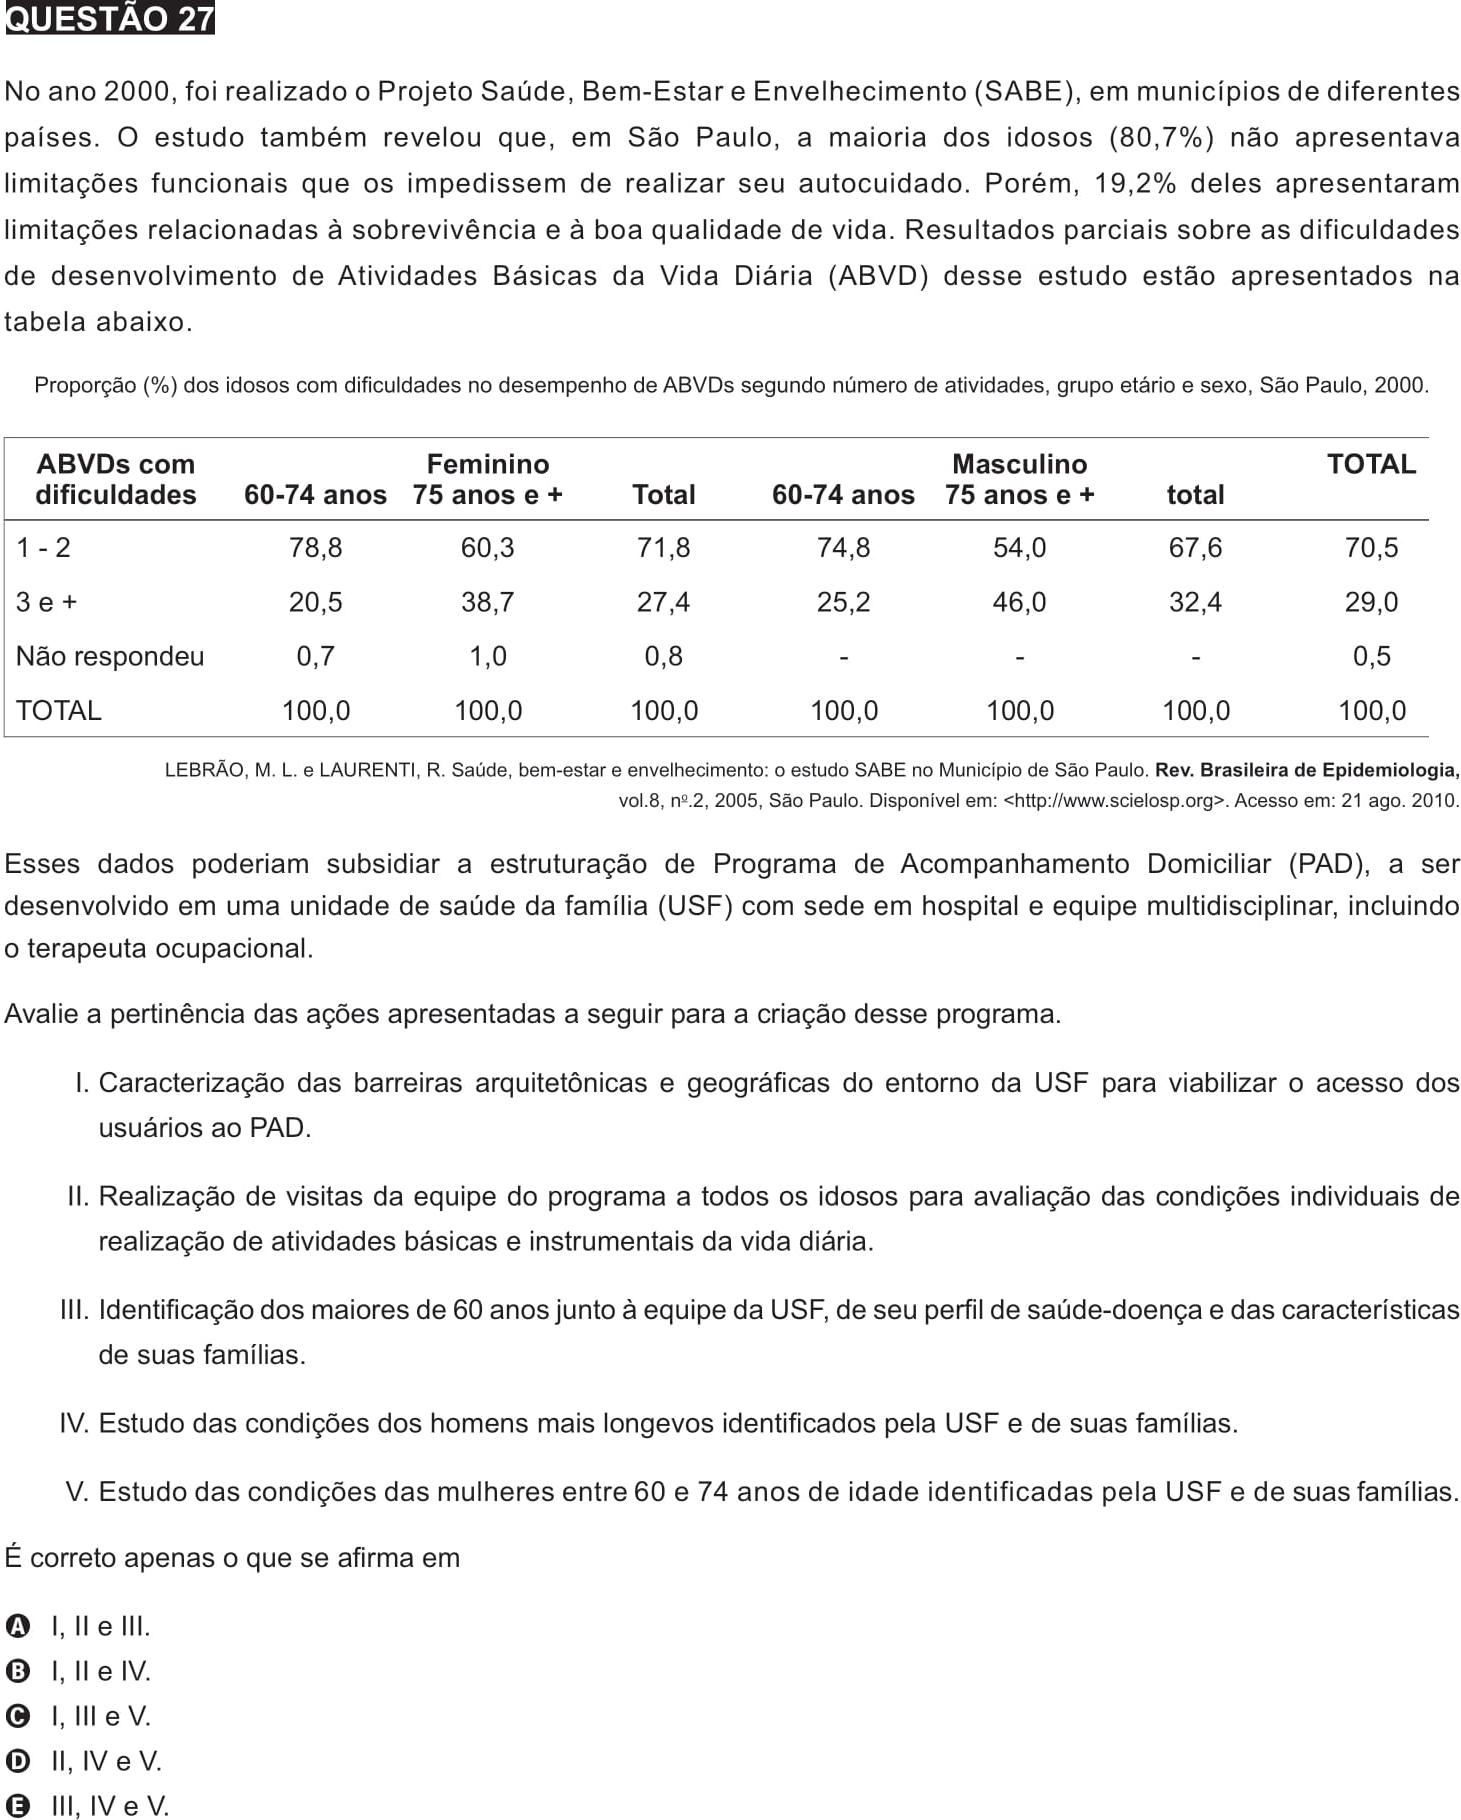 QUESTÃO 27
No ano 2000, foi realizado o Projeto Saúde, Bem-Estar e Envelhecimento (SABE), em municípios de diferentes
países. O estudo também revelou que, em São Paulo, a maioria dos idosos (80,7%) não apresentava
limitações funcionais que os impedissem de realizar seu autocuidado. Porém, 19,2% deles apresentaram
limitações relacionadas à sobrevivência e à boa qualidade de vida. Resultados parciais sobre as dificuldades
de desenvolvimento de Atividades Básicas da Vida Diária (ABVD) desse estudo estão apresentados na
tabela abaixo.
Proporção (%) dos idosos com dificuldades no desempenho de ABVDs segundo número de atividades, grupo etário e sexo, São Paulo, 2000.
ABVDs com Feminino Masculino TOTAL
dificuldades 60-74 anos 75 anos e + Total 60-74 anos 75 anos e + total
1 - 2 78,8 60,3 71,8 74,8 54,0 67,6 70,5
3 e + 20,5 38,7 27,4 25,2 46,0 32,4 29,0
Não respondeu 0,7 1,0 0,8 - - - 0,5
TOTAL 100,0 100,0 100,0 100,0 100,0 100,0 100,0
LEBRÃO, M. L. e LAURENTI, R. Saúde, bem-estar e envelhecimento: o estudo SABE no Município de São Paulo. Rev. Brasileira de Epidemiologia,
vol.8, nº.2, 2005, São Paulo. Disponível em: <http://www.scielosp.org>. Acesso em: 21 ago. 2010.
Esses dados poderiam subsidiar a estruturação de Programa de Acompanhamento Domiciliar (PAD), a ser
desenvolvido em uma unidade de saúde da família (USF) com sede em hospital e equipe multidisciplinar, incluindo
o terapeuta ocupacional.
Avalie a pertinência das ações apresentadas a seguir para a criação desse programa.
I. Caracterização das barreiras arquitetônicas e geográficas do entorno da USF para viabilizar o acesso dos
usuários ao PAD.
II. Realização de visitas da equipe do programa a todos os idosos para avaliação das condições individuais de
realização de atividades básicas e instrumentais da vida diária.
III. Identificação dos maiores de 60 anos junto à equipe da USF, de seu perfil de saúde-doença e das características
de suas famílias.
IV. Estudo das condições dos homens mais longevos identificados pela USF e de suas famílias.
V. Estudo das condições das mulheres entre 60 e 74 anos de idade identificadas pela USF e de suas famílias.
É correto apenas o que se afirma em
A I, II e III.
B I, II e IV.
C I, III e V.
D II, IV e V.
E III, IV e V.